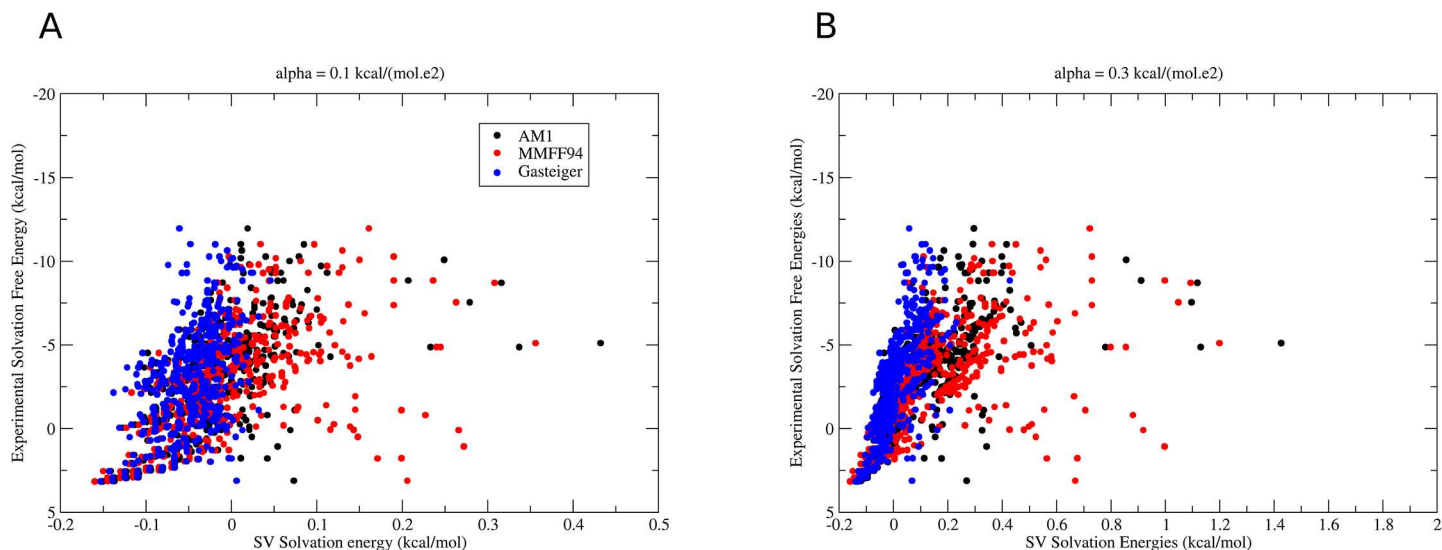 A
alpha = 0.1 kcal/(mol.e2)
Experimental Solvation Free Energy (kcal/mol)
-20
-15
-10
-5
0
5
AM1
MMFF94
Gasteiger
-0.2
-0.1
0
0.1
0.2
0.3
0.4
0.5
SV Solvation energy (kcal/mol)
B
alpha = 0.3 kcal/(mol.e2)
Experimental Solvation Free Energies (kcal/mol)
-20
-15
-10
-5
0
5
-0.2
0
0.2
0.4
0.6
0.8
1
1.2
1.4
1.6
1.8
2
SV Solvation Energies (kcal/mol)